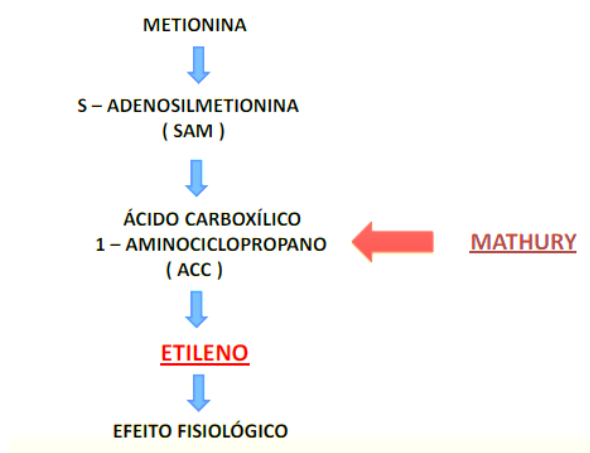 METIONINA
S – ADENOSILMETIONINA
( SAM )
ÁCIDO CARBOXÍLICO
1 – AMINOCICLOPROPANO
( ACC )
MATHURY
ETILENO
EFEITO FISIOLÓGICO